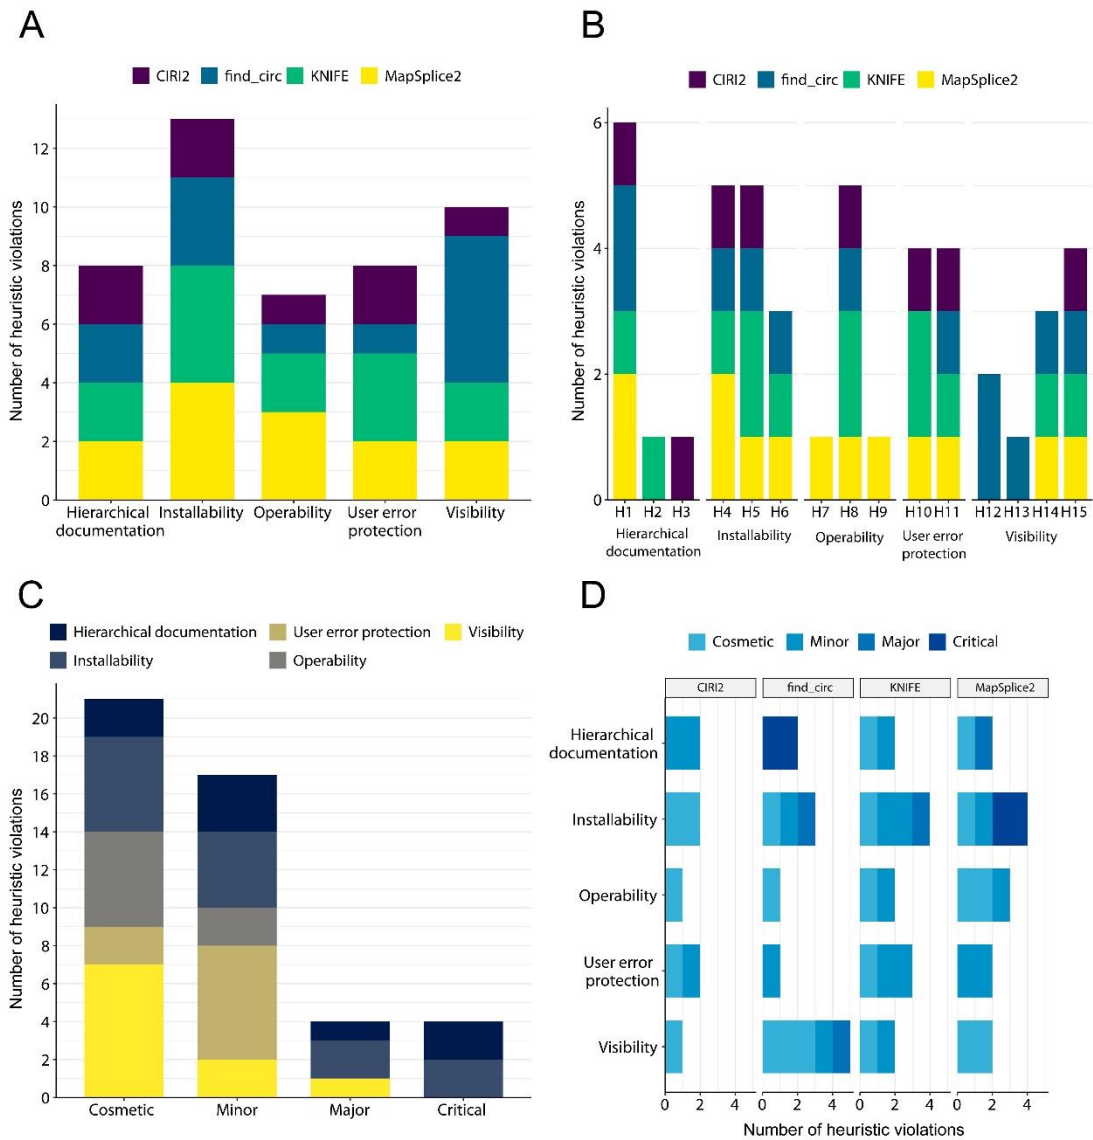 A
CIRI2 find_circ KNIFE MapSplice2
Number of heuristic violations
12
10
8
6
4
2
0
Hierarchical documentation
Installability
Operability
User error protection
Visibility
B
CIRI2 find_circ KNIFE MapSplice2
Number of heuristic violations
6
4
2
0
H1 H2 H3 H4 H5 H6 H7 H8 H9 H10 H11 H12 H13 H14 H15
Hierarchical documentation
Installability
Operability
User error protection
Visibility
C
Hierarchical documentation User error protection Visibility
Installability Operability
Number of heuristic violations
20
18
16
14
12
10
8
6
4
2
0
Cosmetic Minor Major Critical
D
Cosmetic Minor Major Critical
CIRI2 find_circ KNIFE MapSplice2
Hierarchical
documentation
Installability
Operability
User error
protection
Visibility
0 2 4 0 2 4 0 2 4 0 2 4
Number of heuristic violations